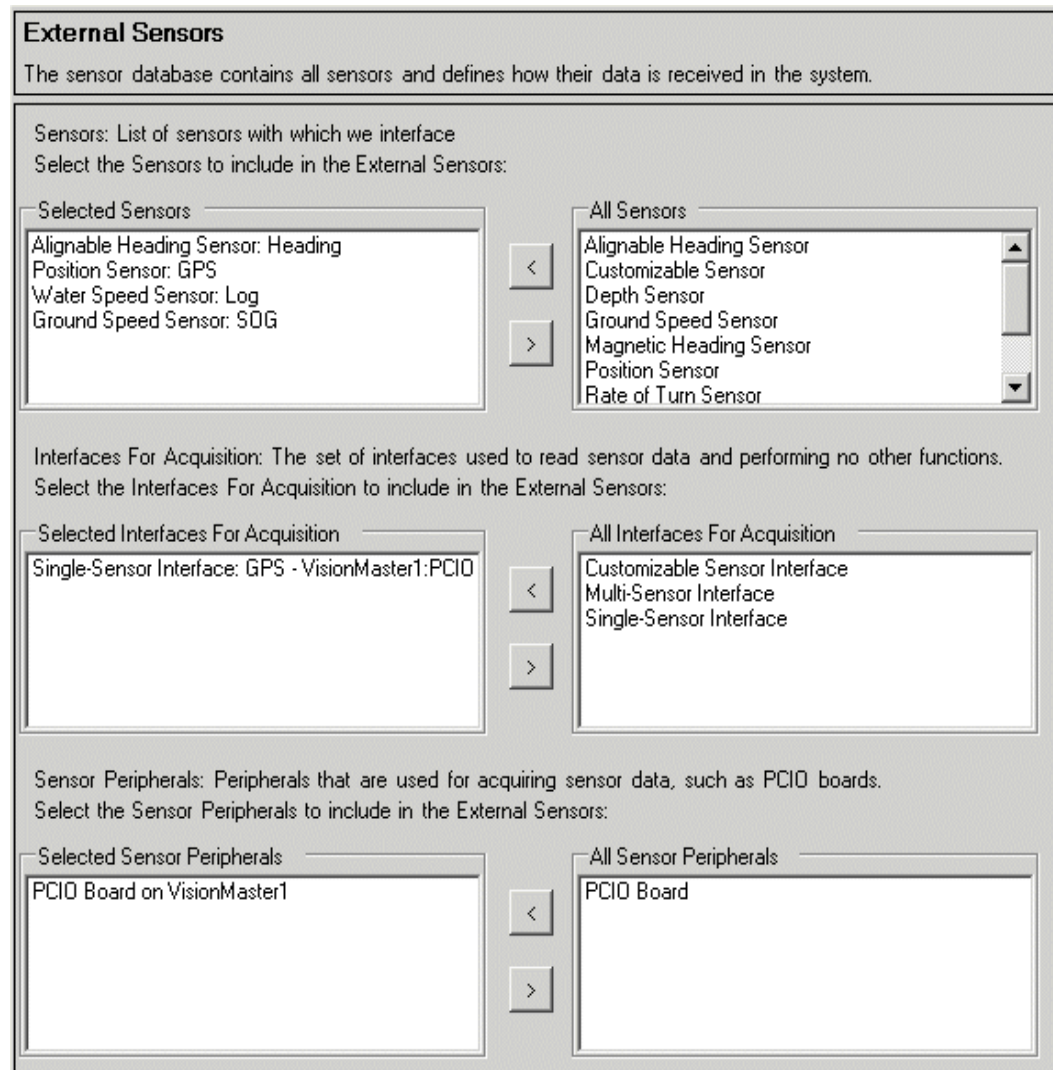 External Sensors
The sensor database contains all sensors and defines how their data is received in the system.
Sensors: List of sensors with which we interface
Select the Sensors to include in the External Sensors:
Selected Sensors
Alignable Heading Sensor: Heading
Position Sensor: GPS
Water Speed Sensor: Log
Ground Speed Sensor: SOG
<
>
All Sensors
Alignable Heading Sensor
Customizable Sensor
Depth Sensor
Ground Speed Sensor
Magnetic Heading Sensor
Position Sensor
Rate of Turn Sensor
Interfaces For Acquisition: The set of interfaces used to read sensor data and performing no other functions.
Select the Interfaces For Acquisition to include in the External Sensors:
Selected Interfaces For Acquisition
Single-Sensor Interface: GPS - VisionMaster1:PCIO
<
>
All Interfaces For Acquisition
Customizable Sensor Interface
Multi-Sensor Interface
Single-Sensor Interface
Sensor Peripherals: Peripherals that are used for acquiring sensor data, such as PCIO boards.
Select the Sensor Peripherals to include in the External Sensors:
Selected Sensor Peripherals
PCIO Board on VisionMaster1
<
>
All Sensor Peripherals
PCIO Board